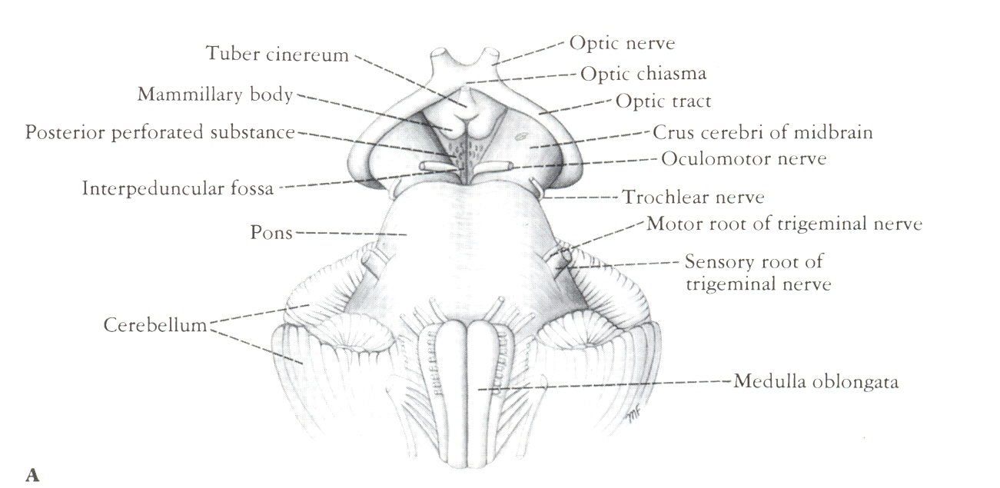 Tuber cinereum
Mammillary body
Posterior perforated substance
Interpeduncular fossa
Pons
Cerebellum
Optic nerve
Optic chiasma
Optic tract
Crus cerebri of midbrain
Oculomotor nerve
Trochlear nerve
Motor root of trigeminal nerve
Sensory root of
trigeminal nerve
Medulla oblongata
MF
A